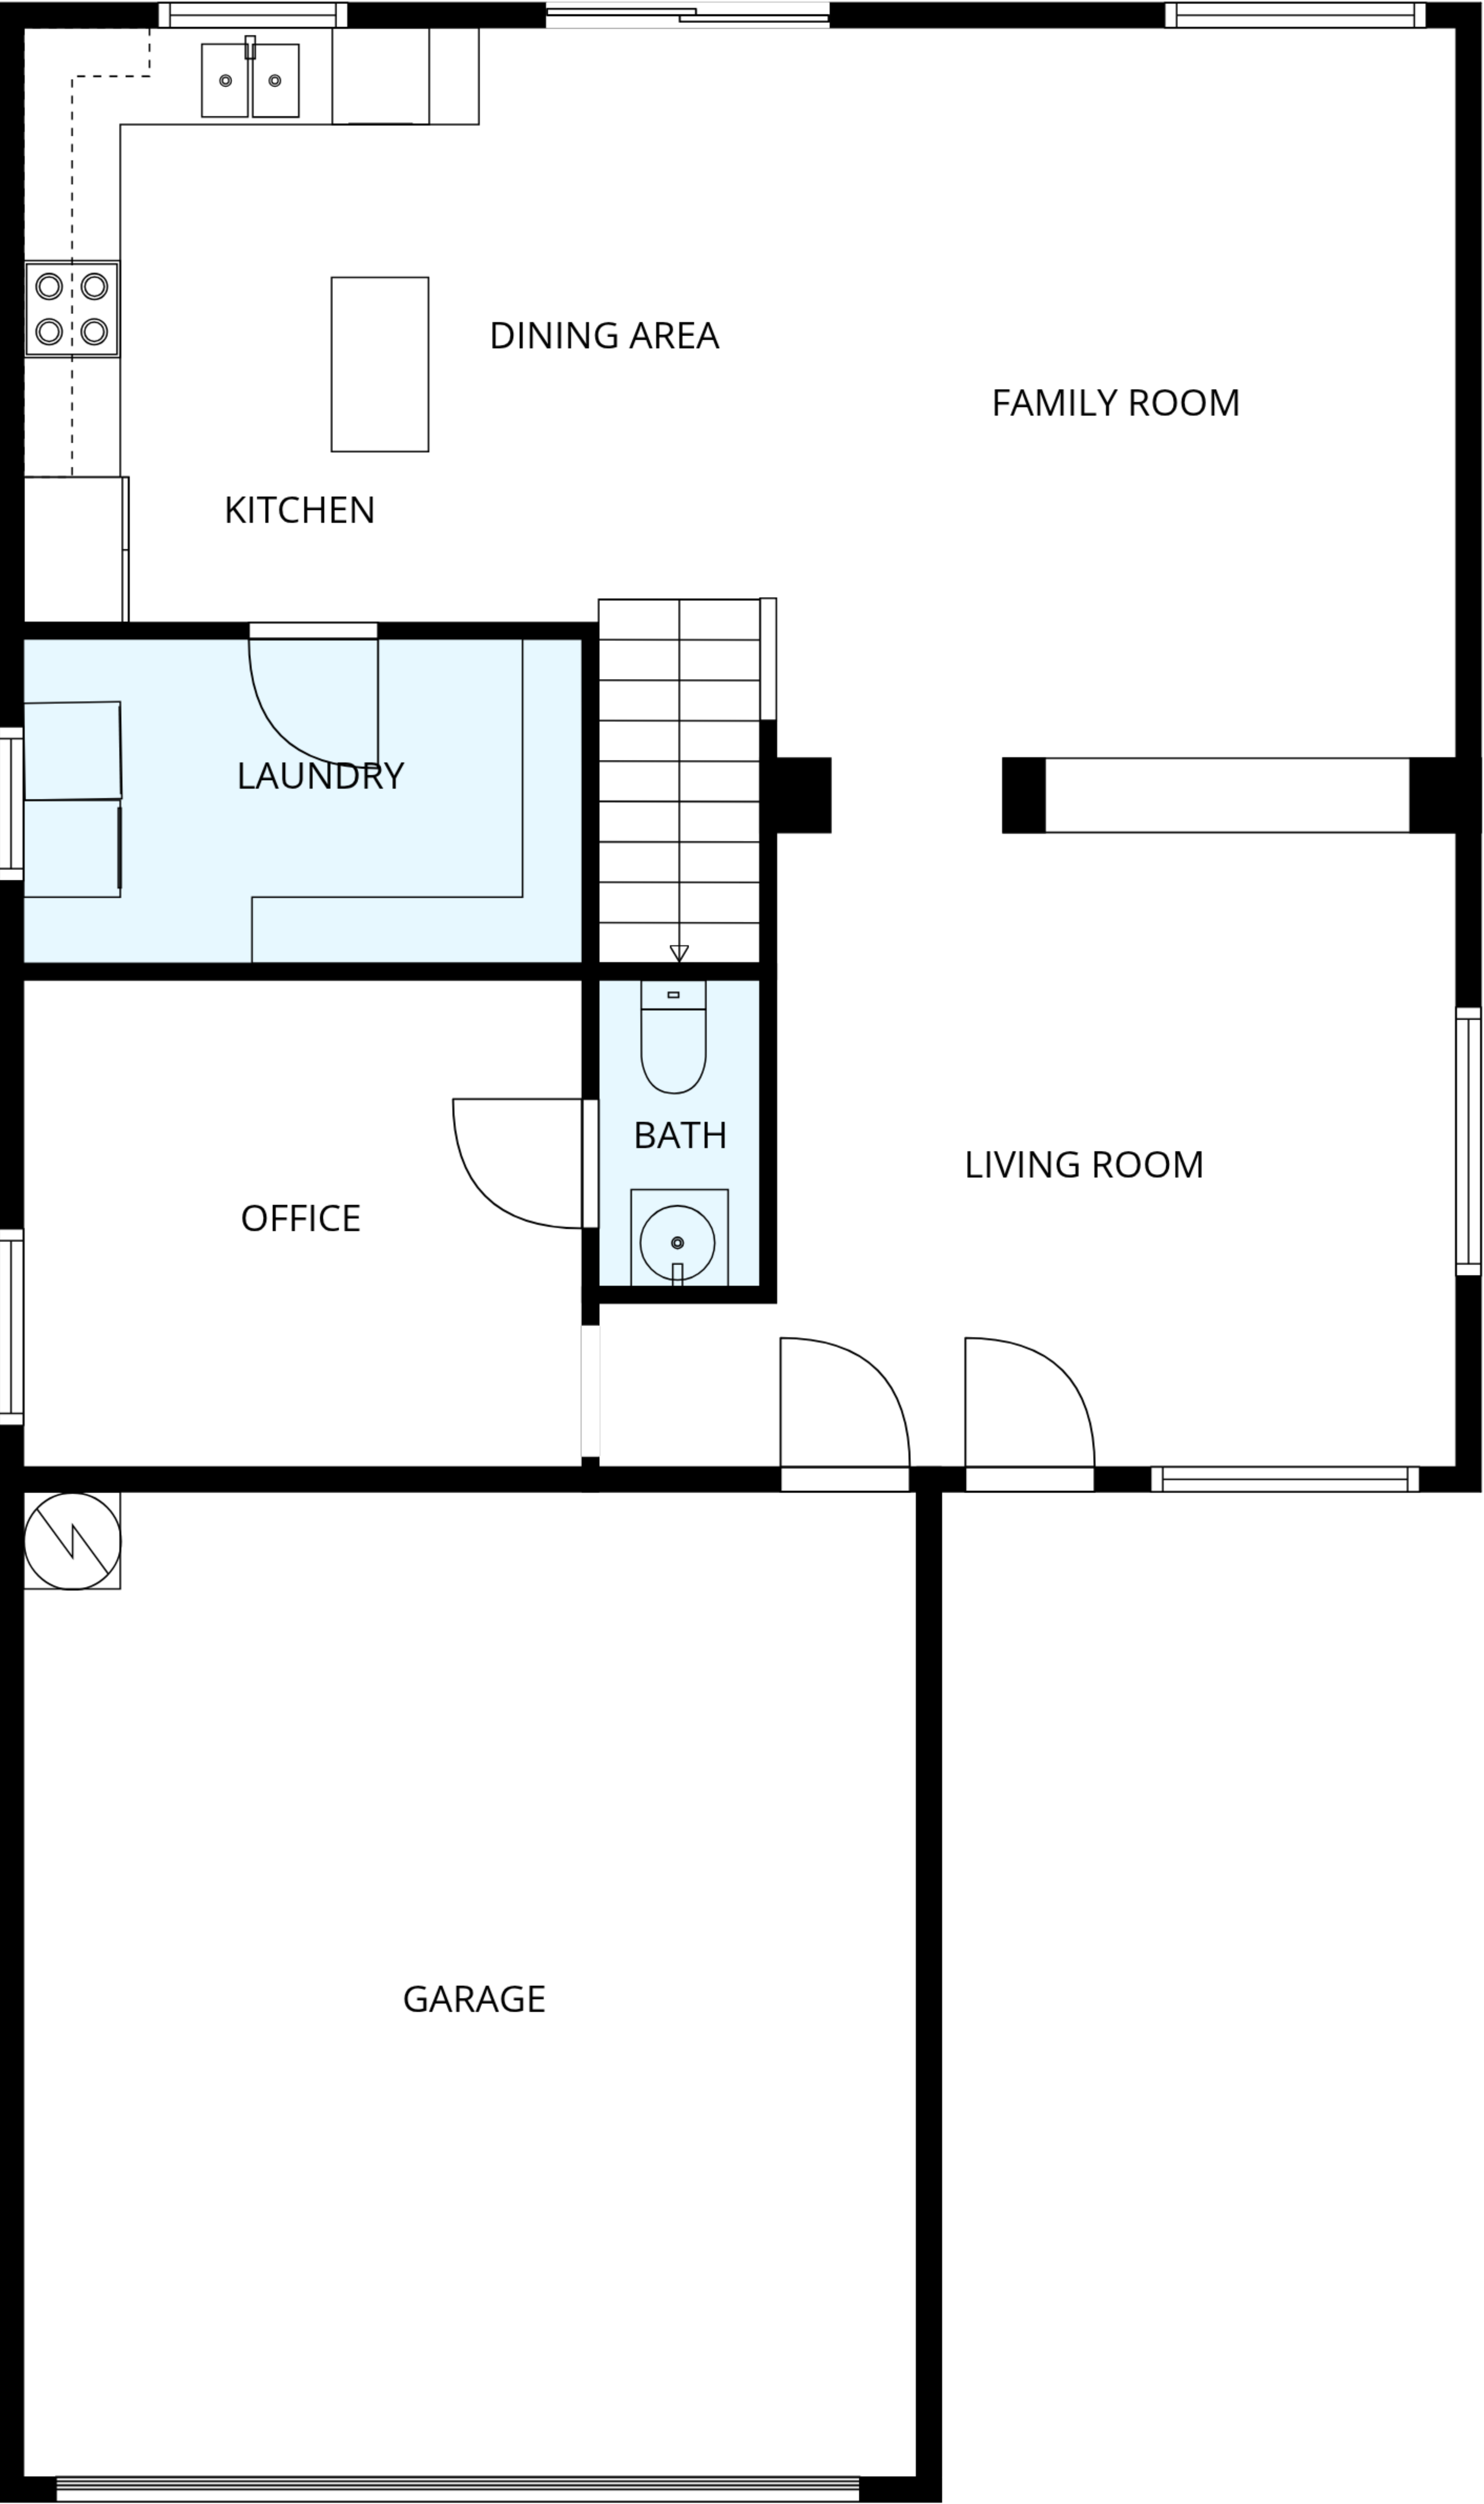 DINING AREA
FAMILY ROOM
KITCHEN
LAUNDRY
BATH
LIVING ROOM
OFFICE
GARAGE